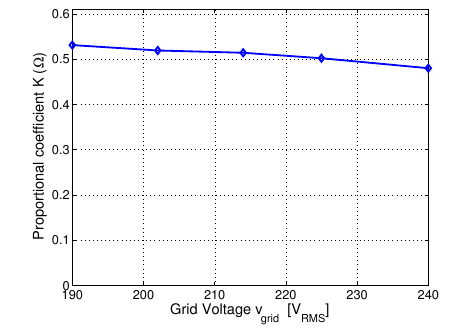 0.6
0.5
0.4
0.3
0.2
0.1
0
190 200 210 220 230 240
Proportional coefficient K (Ω)
Grid Voltage v_grid [V_RMS]